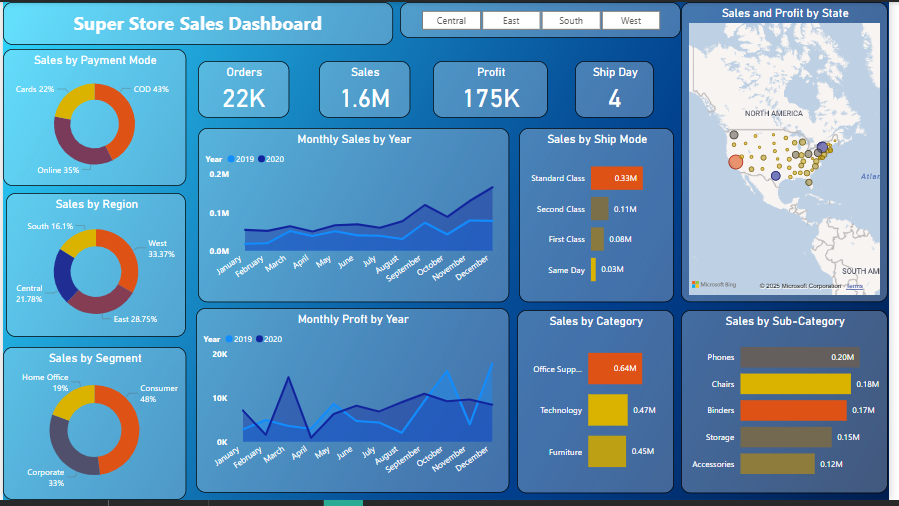 Super Store Sales Dashboard
Central
East
South
West
Sales and Profit by State
NORTH AMERICA
Atlan
SOUTH AM
Microsoft Bing
© 2025 Microsoft Corporation Terms
Sales by Payment Mode
Cards 22%
COD 43%
Online 35%
Orders
22K
Sales
1.6M
Profit
175K
Ship Day
4
Monthly Sales by Year
Year 2019 2020
0.2M
0.1M
0.0M
January
February
March
April
May
June
July
August
September
October
November
December
Sales by Ship Mode
Standard Class 0.33M
Second Class 0.11M
First Class 0.08M
Same Day 0.03M
Sales by Region
South 16.1%
West
33.37%
Central
21.78%
East 28.75%
Monthly Proft by Year
Year 2019 2020
20K
10K
0K
January
February
March
April
May
June
July
August
September
October
November
December
Sales by Category
Office Supp... 0.64M
Technology 0.47M
Furniture 0.45M
Sales by Sub-Category
Phones 0.20M
Chairs 0.18M
Binders 0.17M
Storage 0.15M
Accessories 0.12M
Sales by Segment
Home Office
19%
Consumer
48%
Corporate
33%